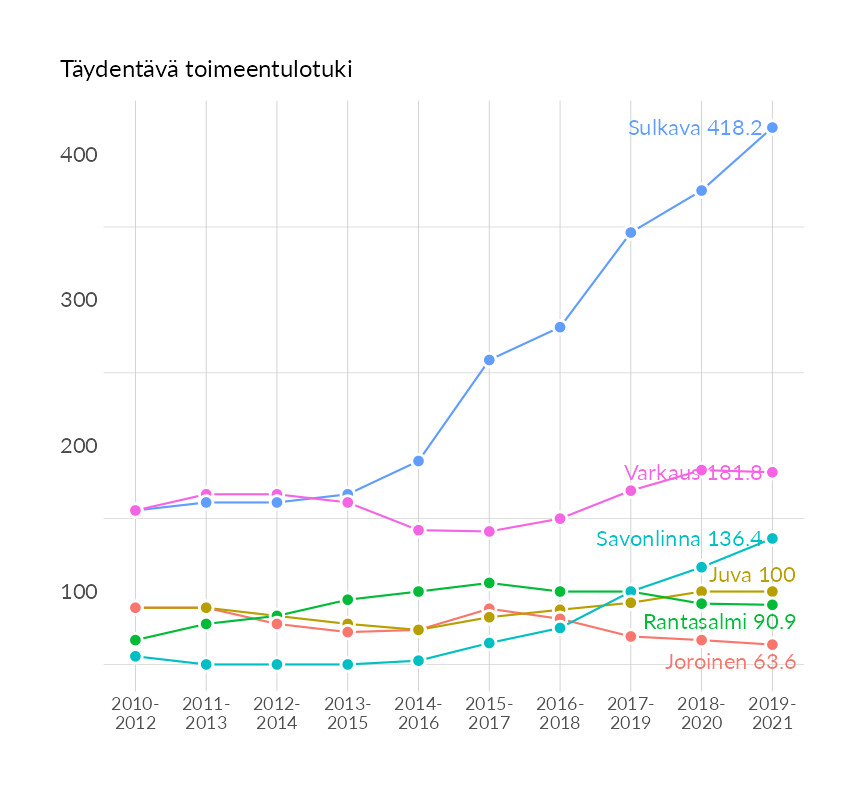 Täydentävä toimeentulotuki
Sulkava 418.2
400
300
200
Varkaus 181.8
Savonlinna 136.4
Juva 100
100
Rantasalmi 90.9
Joroinen 63.6
2010- 2011- 2012- 2013- 2014- 2015- 2016- 2017- 2018- 2019-
2012 2013 2014 2015 2016 2017 2018 2019 2020 2021